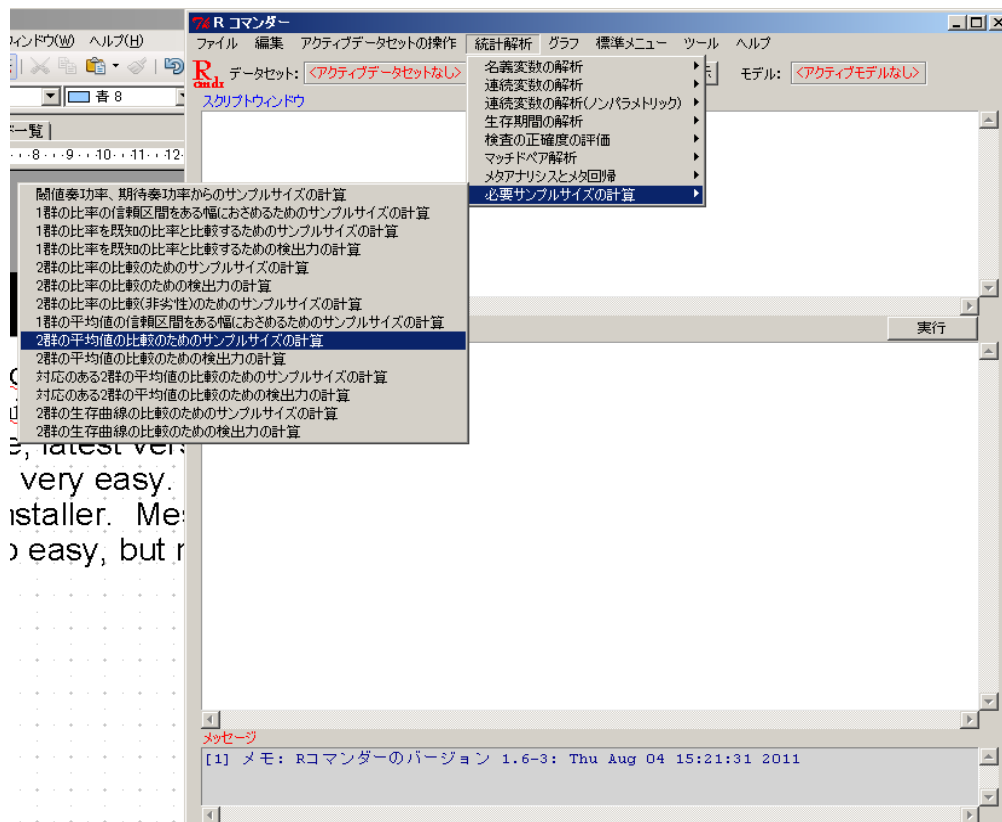 ィンドウ(W) ヘルプ(H)
青 8
一覧
8 9 10 11 12
R コマンダー
ファイル 編集 アクティブデータセットの操作 統計解析 グラフ 標準メニュー ツール ヘルプ
R
Cmdr
データセット: <アクティブデータセットなし>
モデル: <アクティブモデルなし>
スクリプトウィンドウ
名義変数の解析
連続変数の解析
連続変数の解析(ノンパラメトリック)
生存期間の解析
検査の正確度の評価
マッチドペア解析
メタアナリシスとメタ回帰
必要サンプルサイズの計算
閾値奏功率、期待奏功率からのサンプルサイズの計算
1群の比率の信頼区間をある幅におさめるためのサンプルサイズの計算
1群の比率を既知の比率と比較するためのサンプルサイズの計算
1群の比率を既知の比率と比較するための検出力の計算
2群の比率の比較のためのサンプルサイズの計算
2群の比率の比較のための検出力の計算
2群の比率の比較(非劣性)のためのサンプルサイズの計算
1群の平均値の信頼区間をある幅におさめるためのサンプルサイズの計算
2群の平均値の比較のためのサンプルサイズの計算
2群の平均値の比較のための検出力の計算
対応のある2群の平均値の比較のためのサンプルサイズの計算
対応のある2群の平均値の比較のための検出力の計算
2群の生存曲線の比較のためのサンプルサイズの計算
2群の生存曲線の比較のための検出力の計算
実行
e, latest vers
very easy.
nstaller. Mes
o easy, but r
メッセージ
[1] メモ: Rコマンダーのバージョン 1.6-3: Thu Aug 04 15:21:31 2011